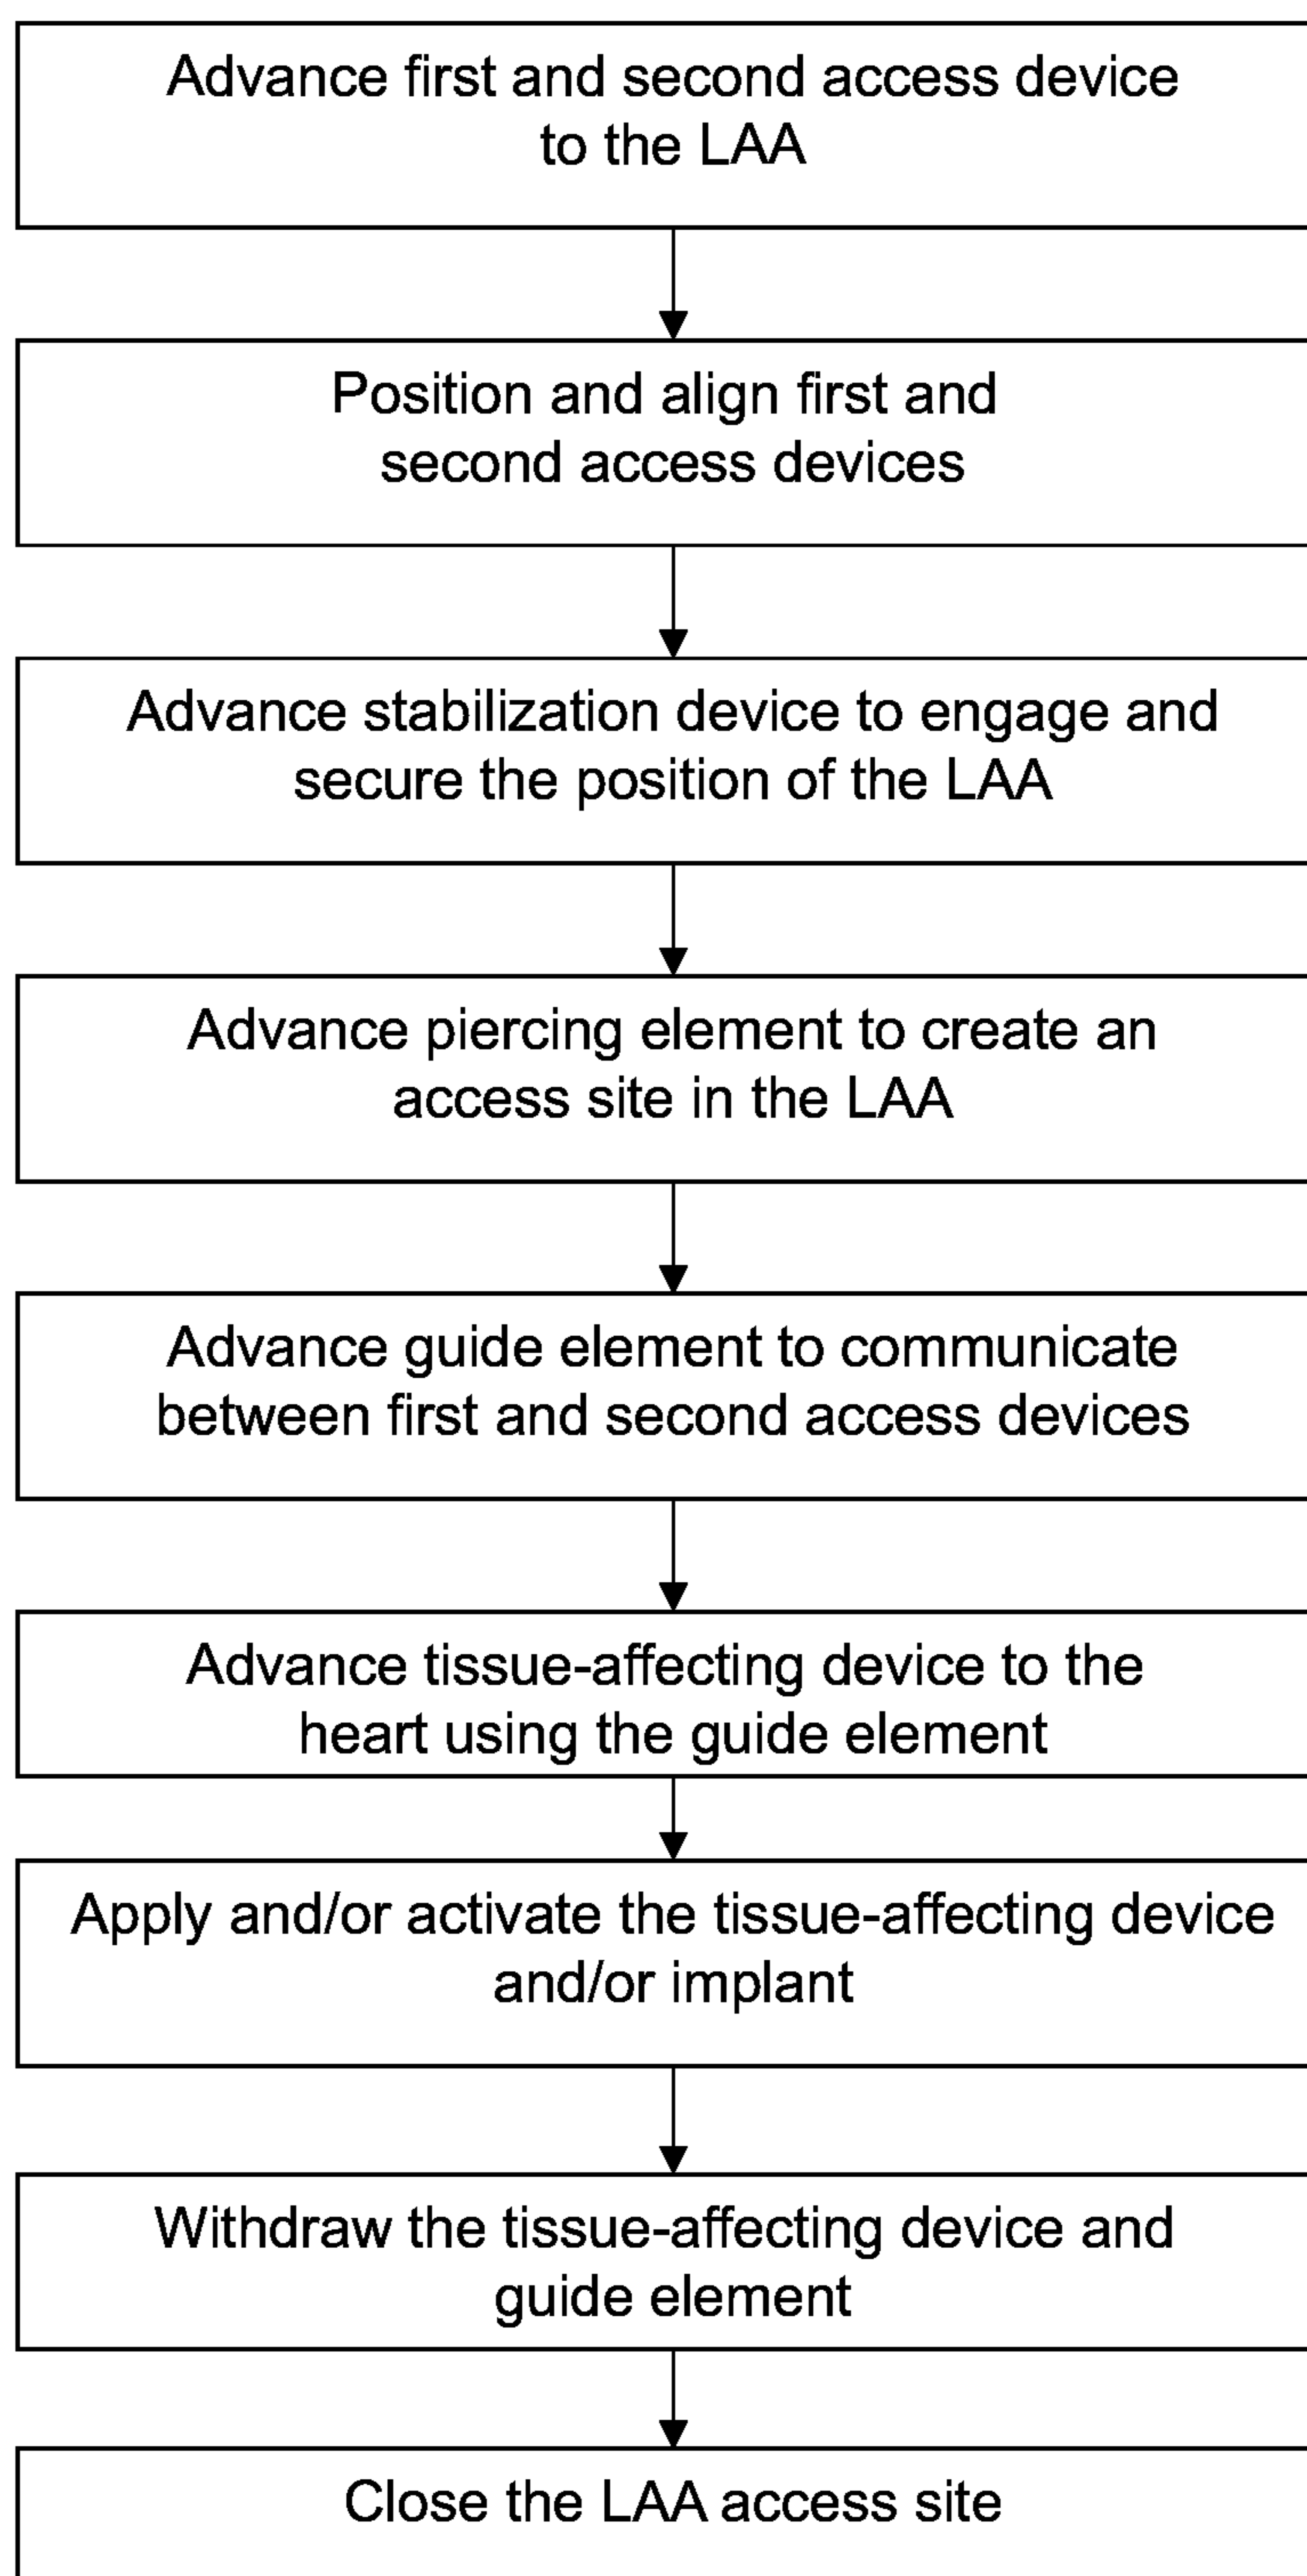 Advance first and second access device
to the LAA
Position and align first and
second access devices
Advance stabilization device to engage and
secure the position of the LAA
Advance piercing element to create an
access site in the LAA
Advance guide element to communicate
between first and second access devices
Advance tissue-affecting device to the
heart using the guide element
Apply and/or activate the tissue-affecting device
and/or implant
Withdraw the tissue-affecting device and
guide element
Close the LAA access site